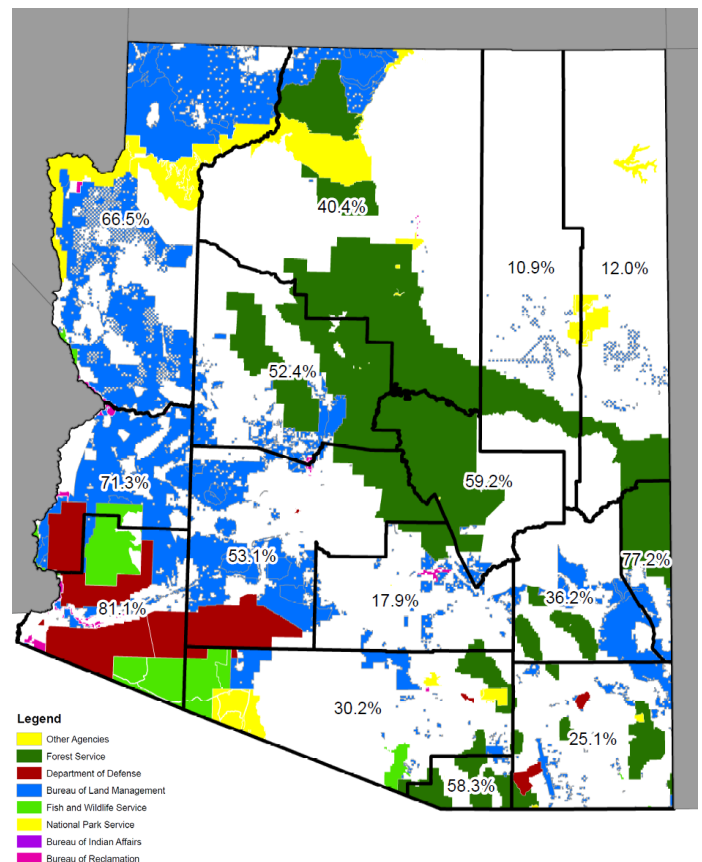 66.5%
40.4%
10.9%
12.0%
52.4%
71.3%
59.2%
53.1%
77.2%
17.9%
36.2%
81.1%
30.2%
25.1%
58.3%
Legend
Other Agencies
Forest Service
Department of Defense
Bureau of Land Management
Fish and Wildlife Service
National Park Service
Bureau of Indian Affairs
Bureau of Reclamation